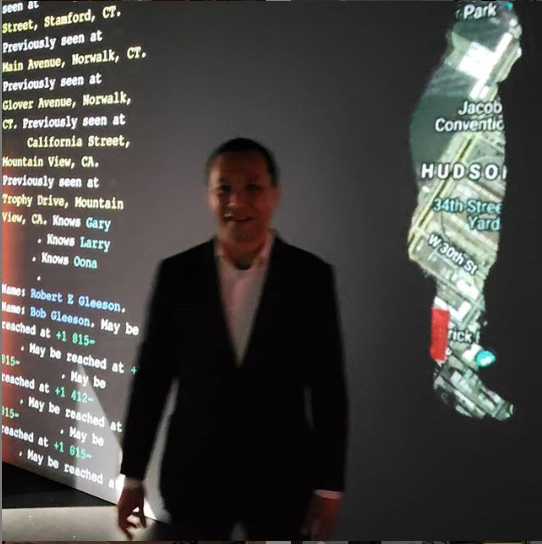 seen at
Street, Stamford, CT.
Previously seen at
Main Avenue, Norwalk, CT.
Previously seen at
Glover Avenue, Norwalk,
CT. Previously seen at
California Street,
Mountain View, CA.
Previously seen at
Trophy Drive, Mountain
View, CA. Knows Gary
. Knows Larry
. Knows Oona
.
Name: Robert E Gleeson.
Name: Bob Gleeson. May be
reached at +1 815-
. May be reached at +
815-
. May be
reached at +1 412-
. May be reached at
815-
. May be
reached at +1 815-
. May be reached a
Park
Jacob
Conventio
HUDSO
34th Stree
Yard
W 30th St
rick